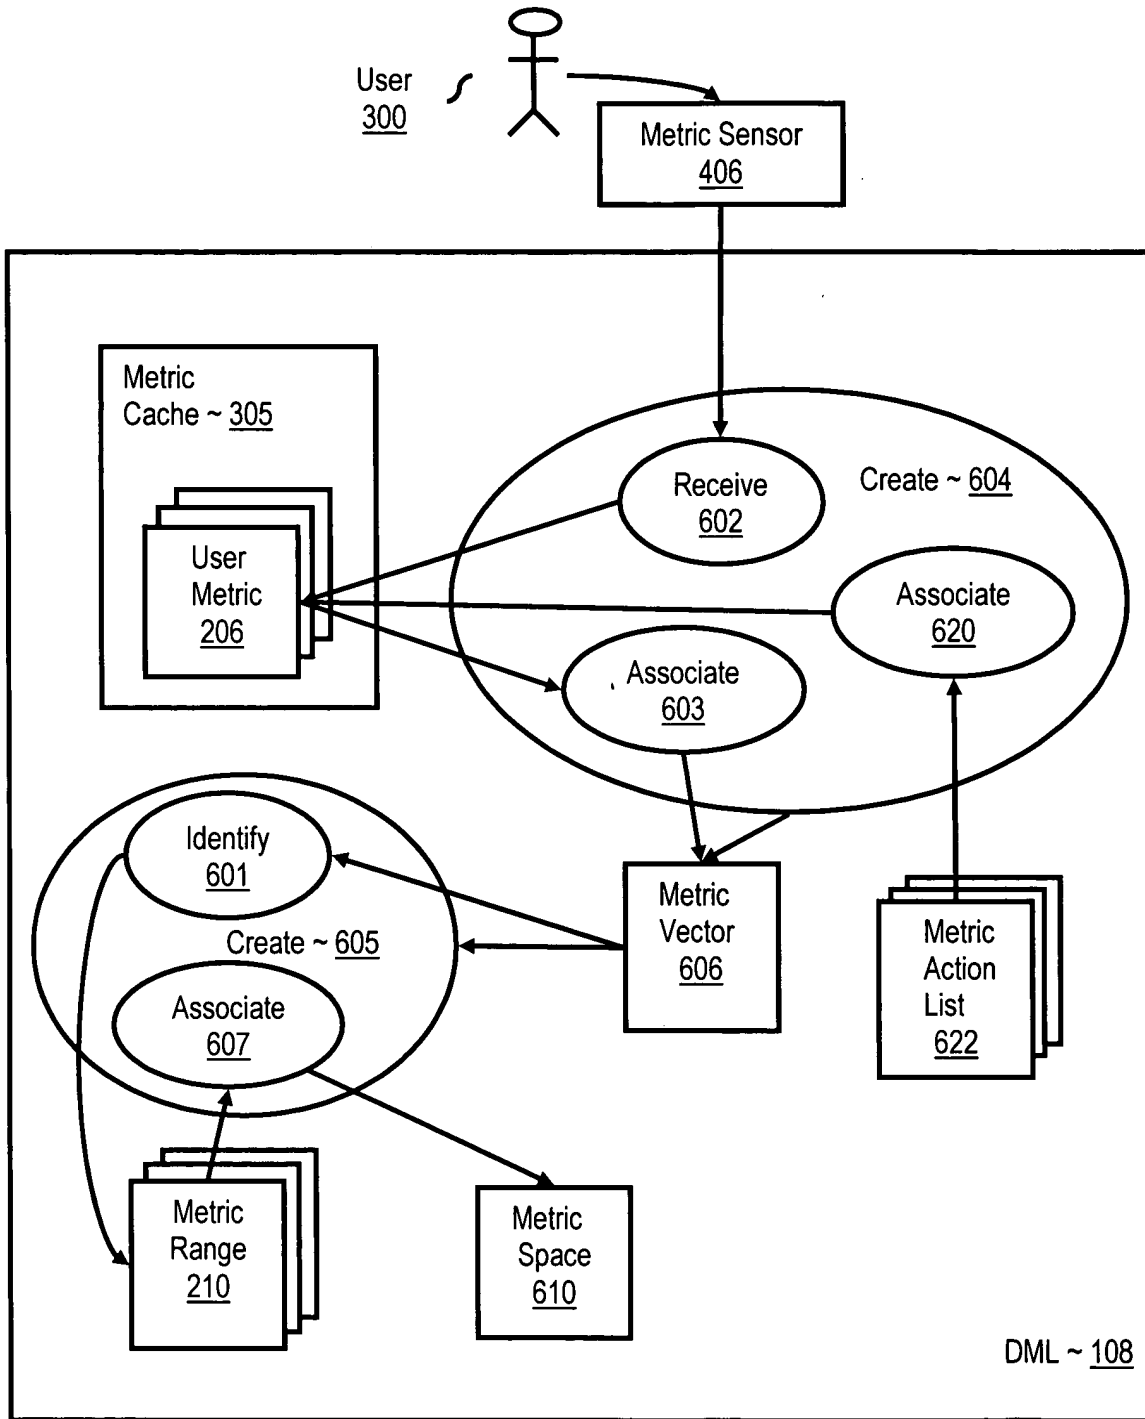 User
300
Metric Sensor
406
Metric
Cache ~ 305
User
Metric
206
Receive
602
Create ~ 604
Associate
620
Associate
603
Identify
601
Create ~ 605
Associate
607
Metric
Vector
606
Metric
Action
List
622
Metric
Range
210
Metric
Space
610
DML ~ 108